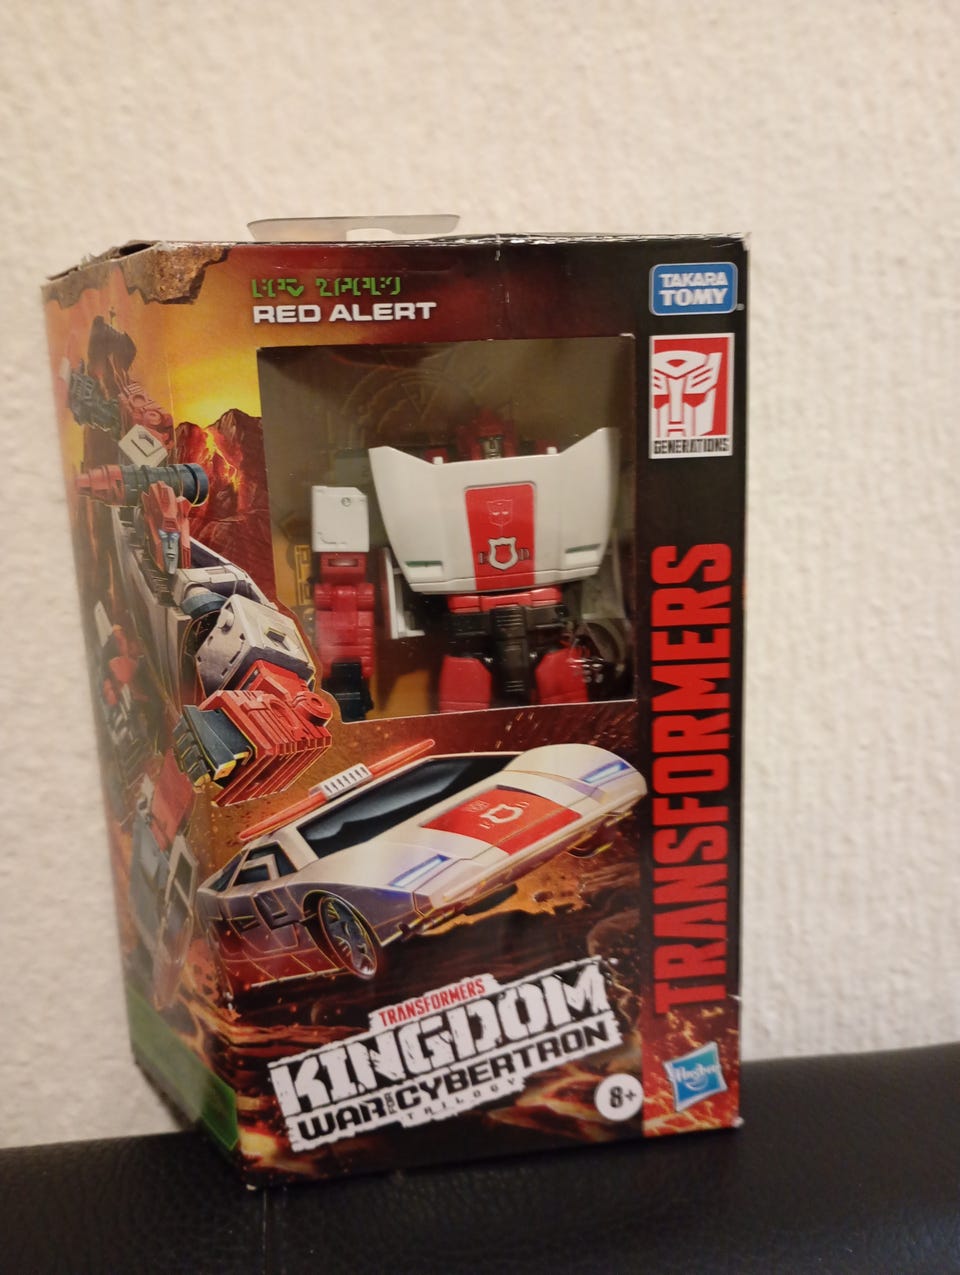 RED ALERT
TAKARA
TOMY
GENERATIONS
TRANSFORMERS
F D
F D
TRANSFORMERS
KINGDOM
WAR FOR CYBERTRON
TRILOGY
8+
Hasbro